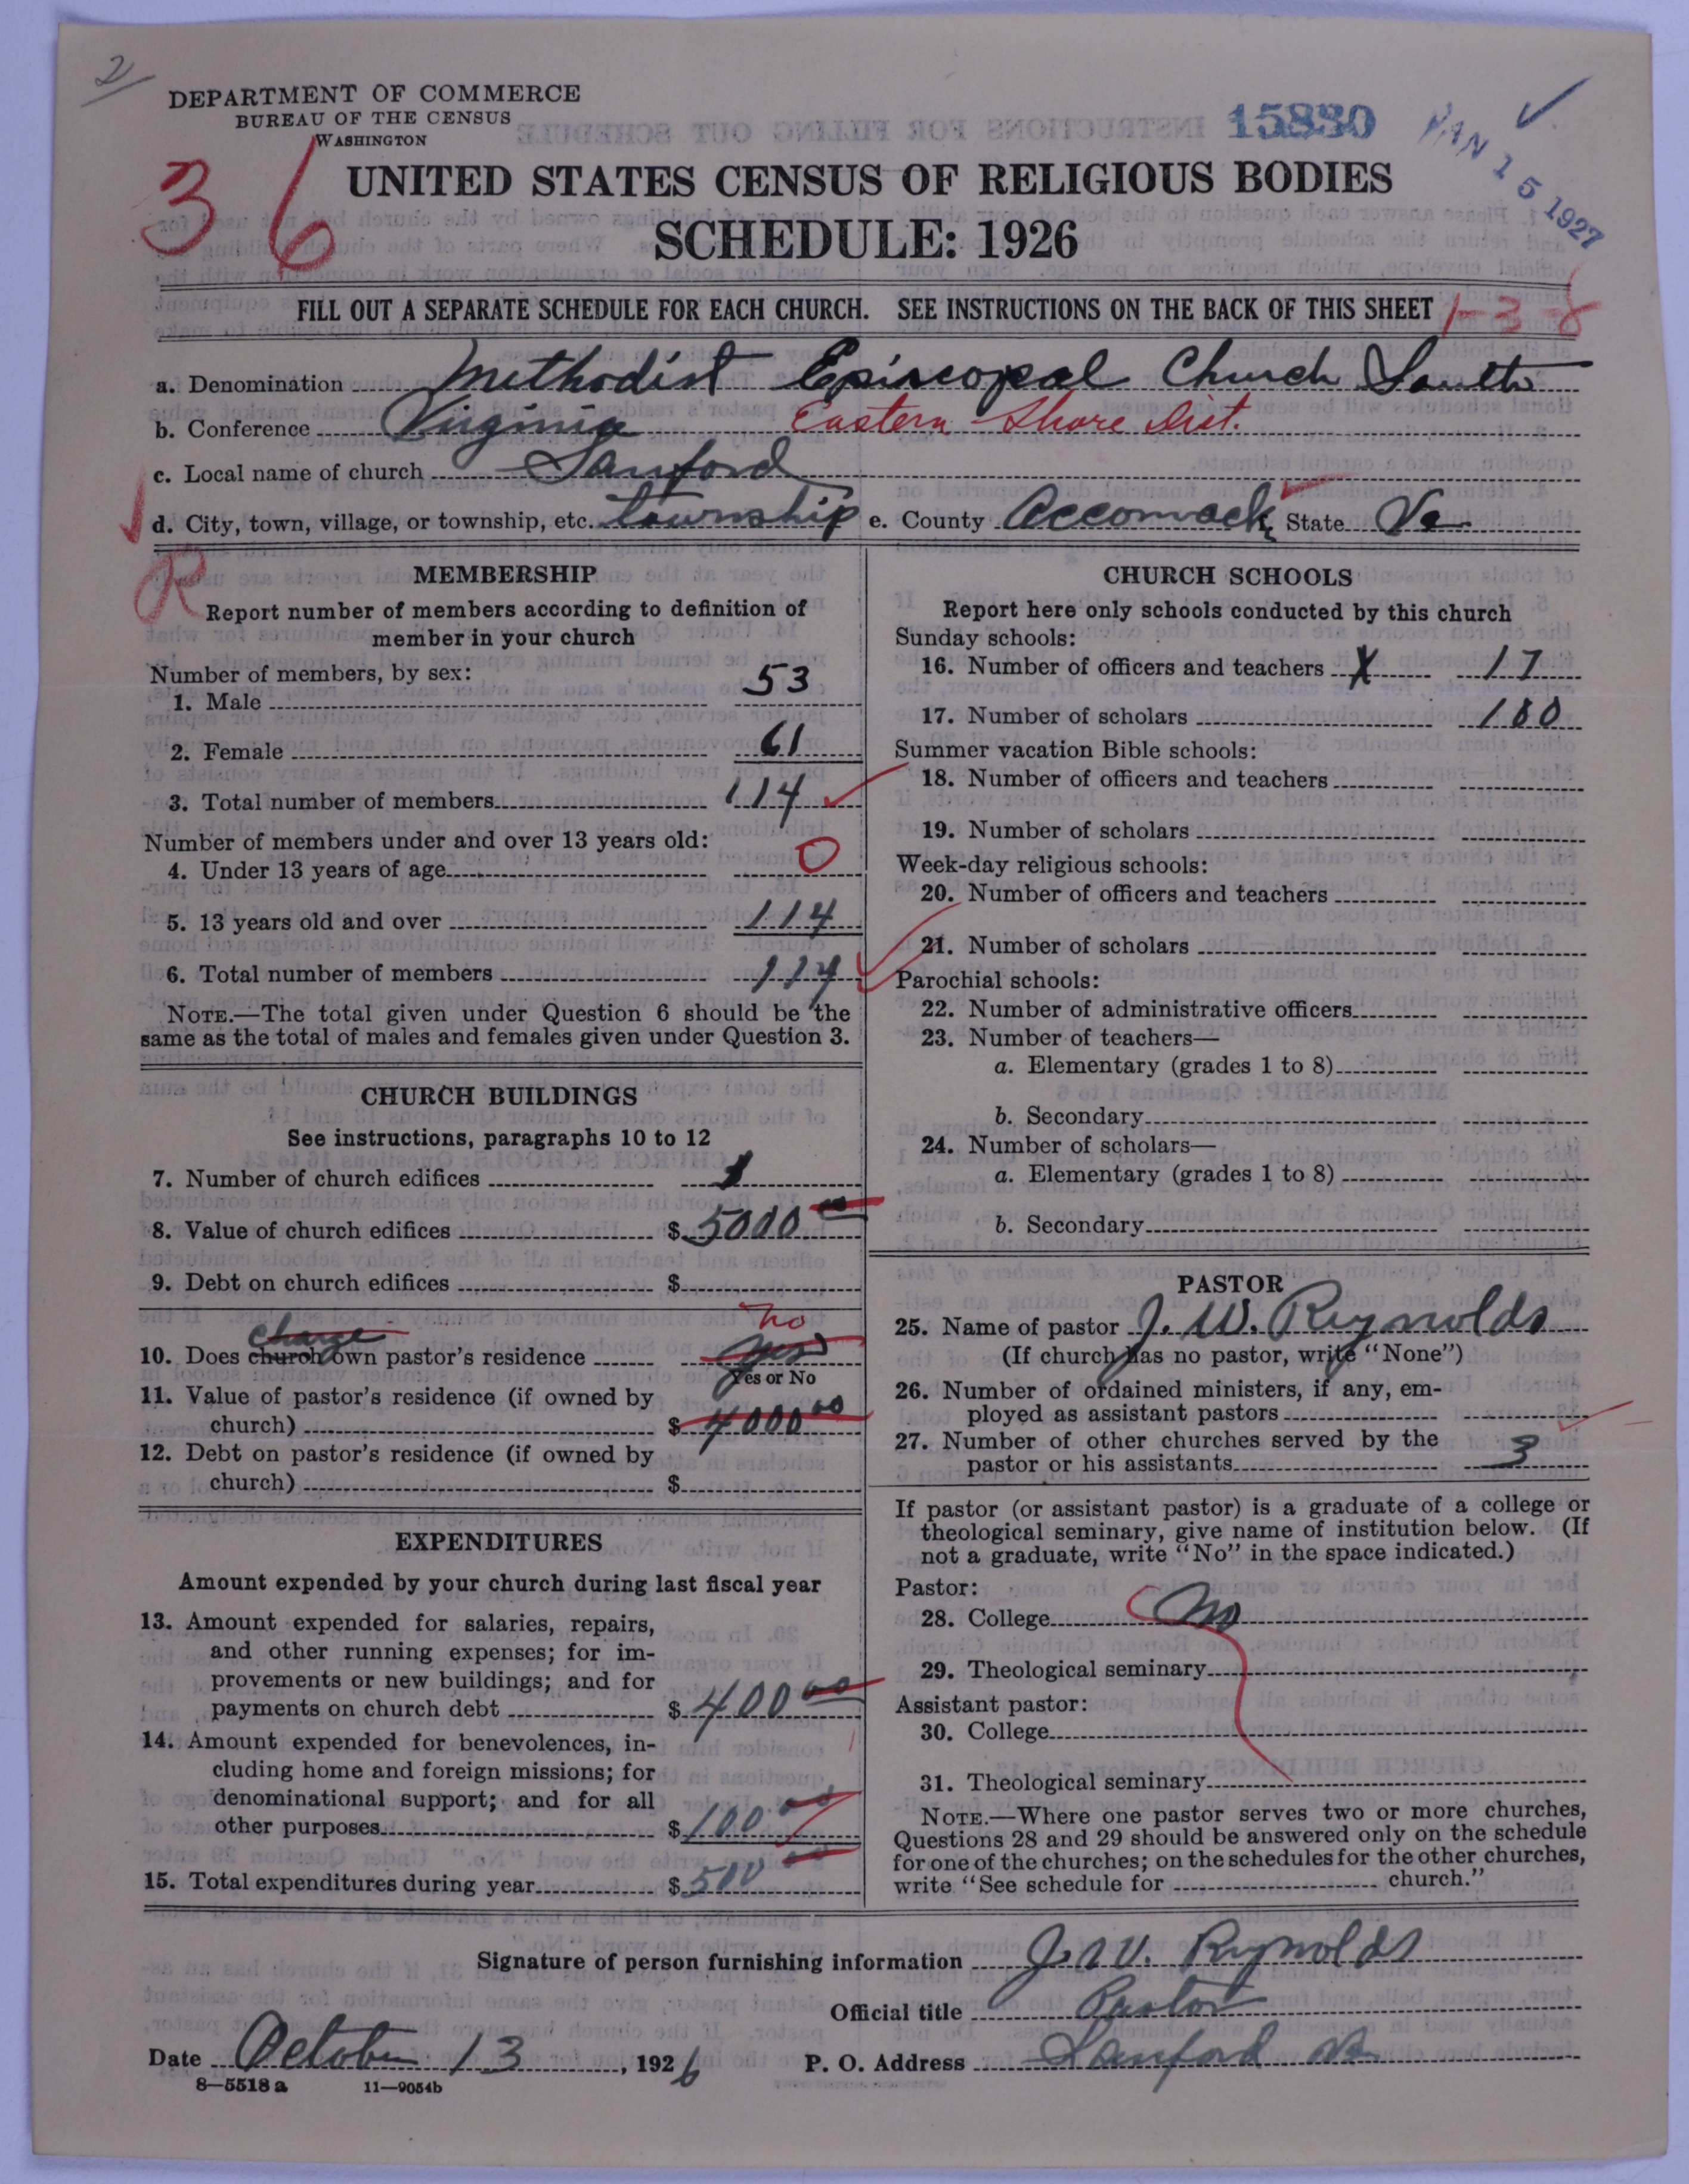 2
DEPARTMENT OF COMMERCE
BUREAU OF THE CENSUS
WASHINGTON
15830
JAN 15 1927
36
UNITED STATES CENSUS OF RELIGIOUS BODIES
SCHEDULE: 1926
FILL OUT A SEPARATE SCHEDULE FOR EACH CHURCH. SEE INSTRUCTIONS ON THE BACK OF THIS SHEET 1-3-8
a. Denomination Methodist Episcopal Church South
b. Conference Virginia Eastern Shore Dist.
c. Local name of church Sanford
d. City, town, village, or township, etc. township e. County Accomack State Va
R
MEMBERSHIP
Report number of members according to definition of
member in your church
Number of members, by sex:
1. Male 53
2. Female 61
3. Total number of members 114
Number of members under and over 13 years old:
4. Under 13 years of age 0
5. 13 years old and over 114
6. Total number of members 114
NOTE.—The total given under Question 6 should be the
same as the total of males and females given under Question 3.
CHURCH BUILDINGS
See instructions, paragraphs 10 to 12
7. Number of church edifices 1
8. Value of church edifices $ 5000 00
9. Debt on church edifices $
charge no
10. Does church own pastor's residence yes
Yes or No
11. Value of pastor's residence (if owned by
church) $ 4000 00
12. Debt on pastor's residence (if owned by
church) $
EXPENDITURES
Amount expended by your church during last fiscal year
13. Amount expended for salaries, repairs,
and other running expenses; for im-
provements or new buildings; and for
payments on church debt $ 400 00
14. Amount expended for benevolences, in-
cluding home and foreign missions; for
denominational support; and for all
other purposes $ 100 00
15. Total expenditures during year $ 500 00
CHURCH SCHOOLS
Report here only schools conducted by this church
Sunday schools:
16. Number of officers and teachers X 17
17. Number of scholars 180
Summer vacation Bible schools:
18. Number of officers and teachers
19. Number of scholars
Week-day religious schools:
20. Number of officers and teachers
21. Number of scholars
Parochial schools:
22. Number of administrative officers
23. Number of teachers—
a. Elementary (grades 1 to 8)
b. Secondary
24. Number of scholars—
a. Elementary (grades 1 to 8)
b. Secondary
PASTOR
25. Name of pastor J. W. Reynolds
(If church has no pastor, write "None")
26. Number of ordained ministers, if any, em-
ployed as assistant pastors
27. Number of other churches served by the
pastor or his assistants 3
If pastor (or assistant pastor) is a graduate of a college or
theological seminary, give name of institution below. (If
not a graduate, write "No" in the space indicated.)
Pastor:
28. College No
29. Theological seminary
Assistant pastor:
30. College
31. Theological seminary
NOTE.—Where one pastor serves two or more churches,
Questions 28 and 29 should be answered only on the schedule
for one of the churches; on the schedules for the other churches,
write "See schedule for church."
Signature of person furnishing information J. W. Reynolds
Official title Pastor
Date October 13, 1926 P. O. Address Sanford Va
8—5518 a 11—9054b